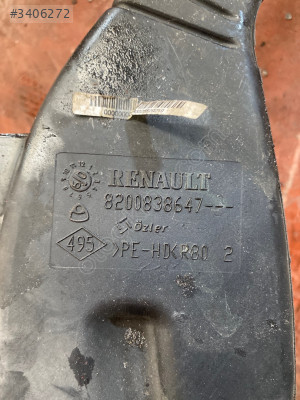 #3406272
RENAULT
8200838647---
özler
495 >PE-HD<R80 2